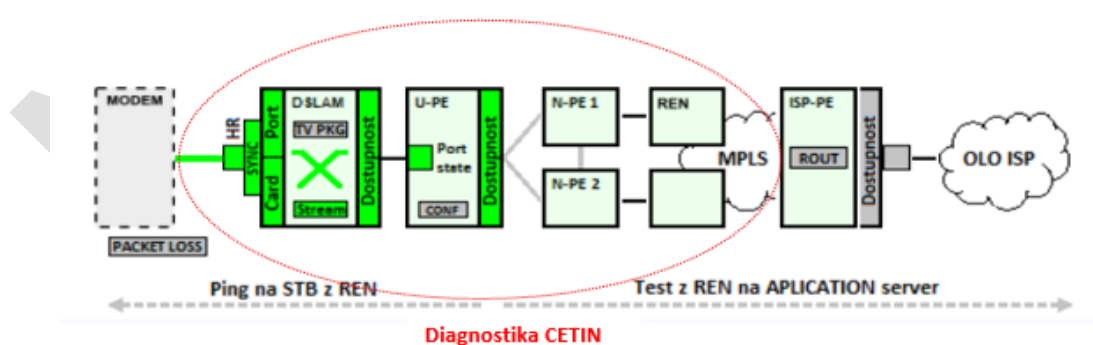 MODEM
HR
SYNC
Port
Card
DSLAM
TV PKG
Stream
Dostupnost
U-PE
Port
state
CONF
Dostupnost
N-PE 1
N-PE 2
REN
MPLS
ISP-PE
ROUT
Dostupnost
OLO ISP
PACKET LOSS
Ping na STB z REN
Test z REN na APLICATION server
Diagnostika CETIN